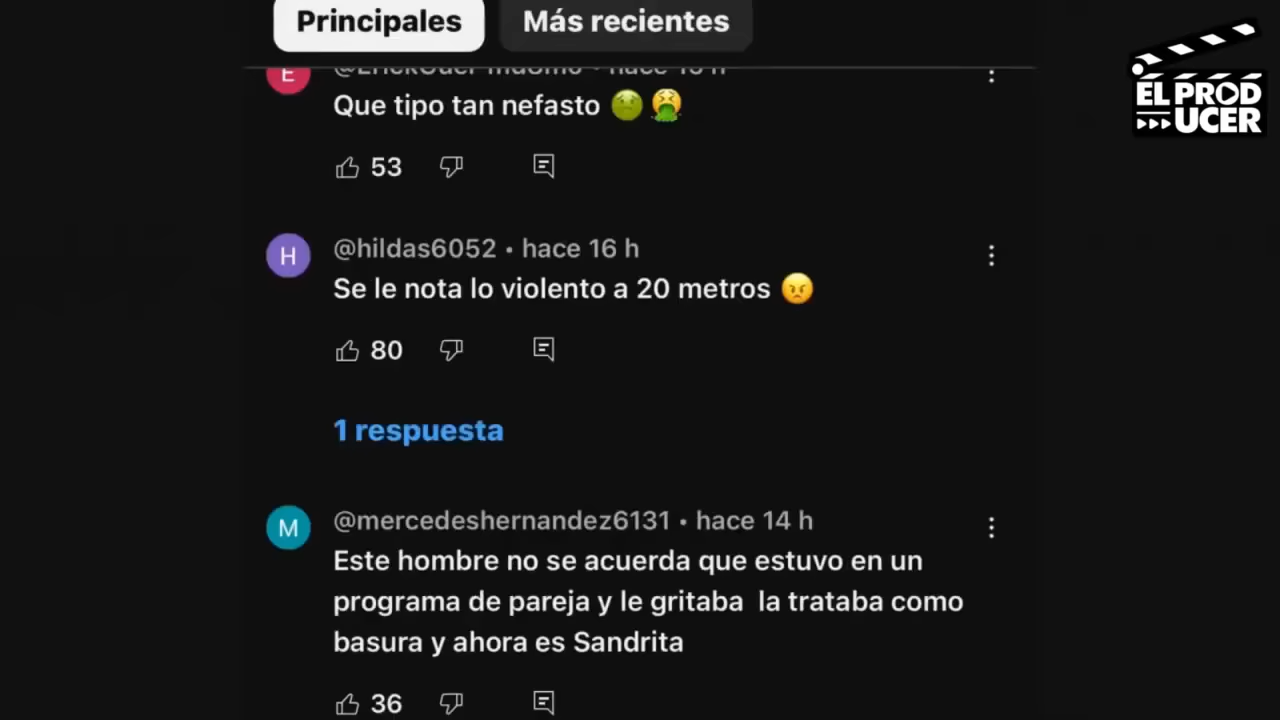 Principales
Más recientes
Que tipo tan nefasto 🤢 🤮
53
@hildas6052 • hace 16 h
Se le nota lo violento a 20 metros 😠
80
1 respuesta
@mercedeshernandez6131 • hace 14 h
Este hombre no se acuerda que estuvo en un
programa de pareja y le gritaba la trataba como
basura y ahora es Sandrita
36
EL PROD
UCER
E
H
M